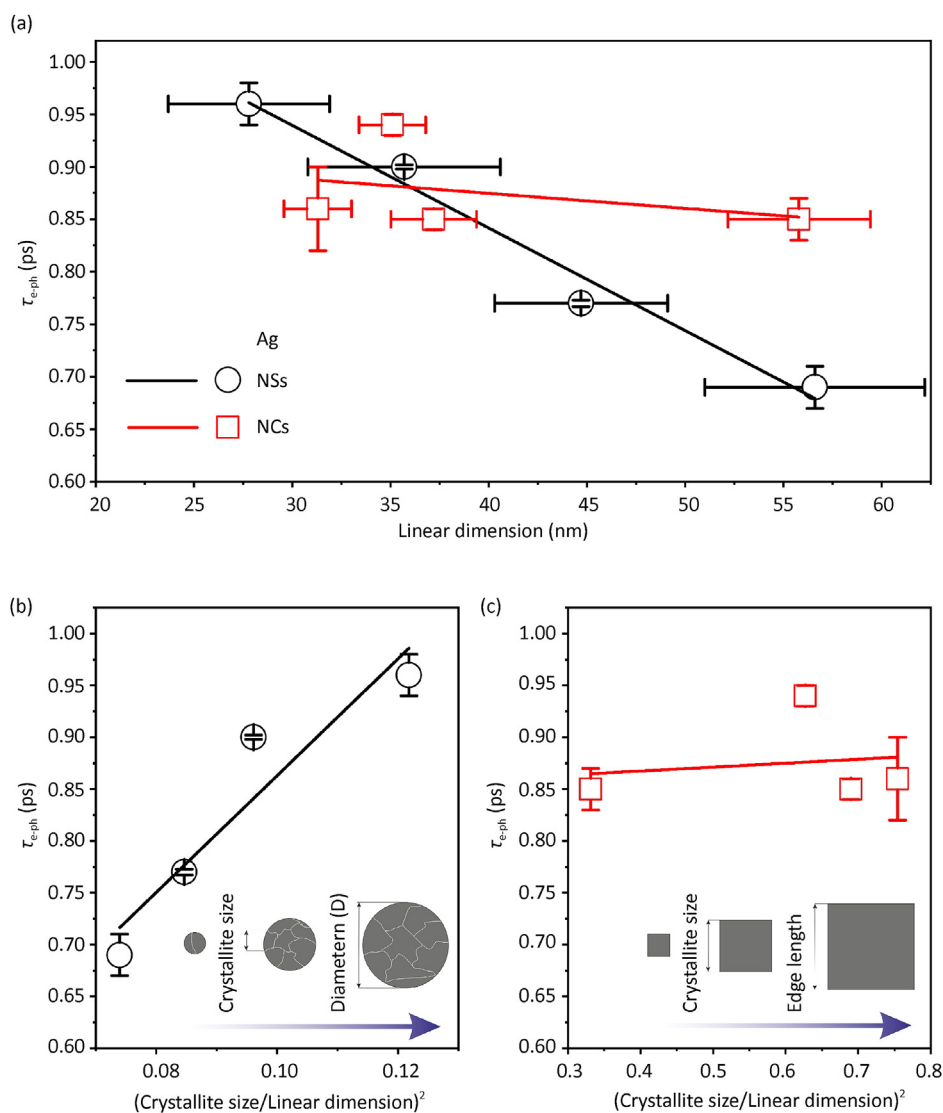 (a)
1.00
0.95
0.90
0.85
0.80
0.75
0.70
0.65
0.60
τe-ph (ps)
Ag
NSs
NCs
20 25 30 35 40 45 50 55 60
Linear dimension (nm)
(b)
1.00
0.95
0.90
0.85
0.80
0.75
0.70
0.65
0.60
τe-ph (ps)
Crystallite size
Diametern (D)
0.08 0.10 0.12
(Crystallite size/Linear dimension)²
(c)
1.00
0.95
0.90
0.85
0.80
0.75
0.70
0.65
0.60
τe-ph (ps)
Crystallite size
Edge length
0.3 0.4 0.5 0.6 0.7 0.8
(Crystallite size/Linear dimension)²